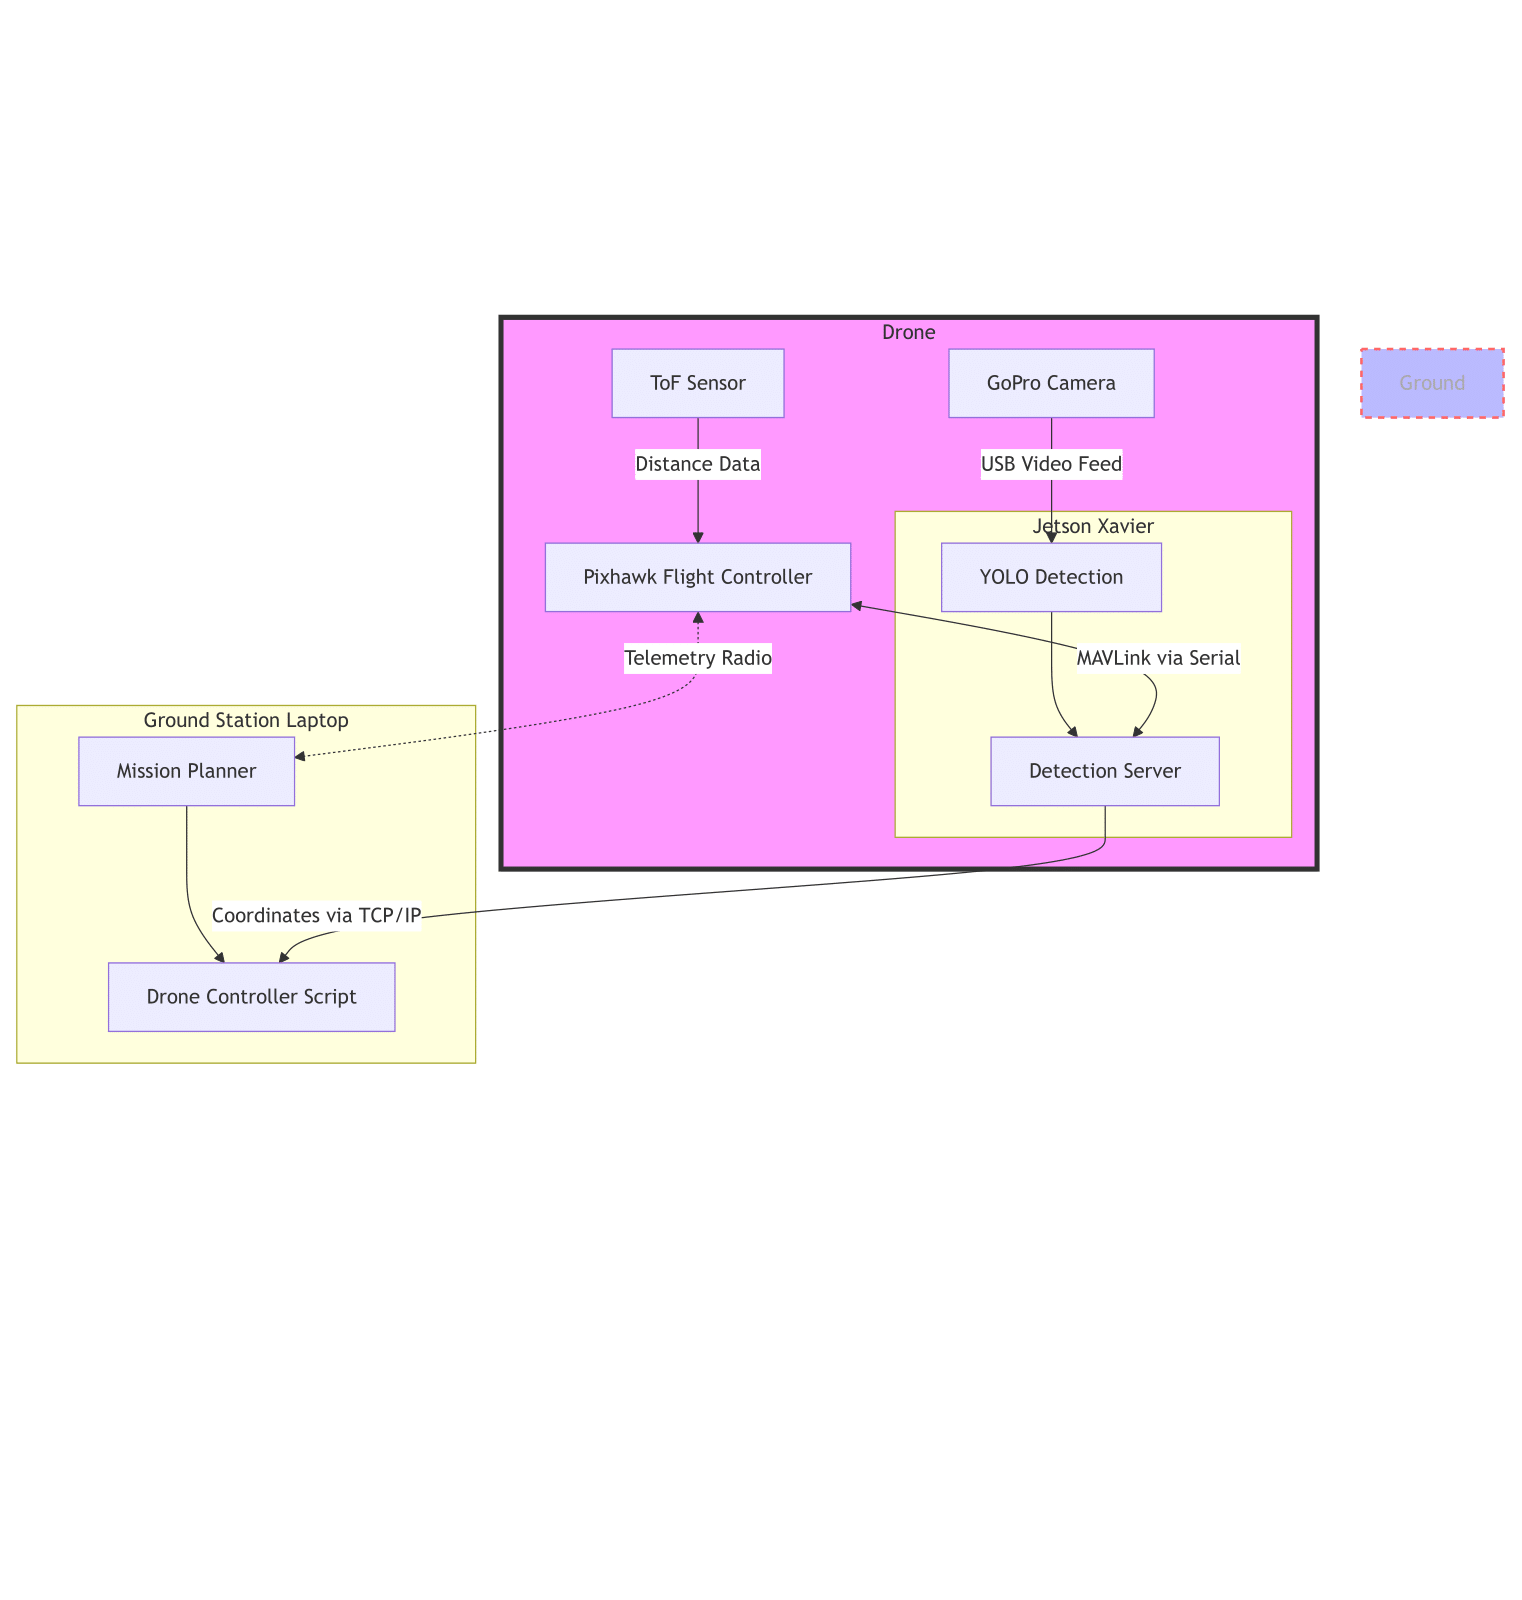 Drone
ToF Sensor
GoPro Camera
Ground
Distance Data
USB Video Feed
Jetson Xavier
Pixhawk Flight Controller
YOLO Detection
Telemetry Radio
MAVLink via Serial
Ground Station Laptop
Mission Planner
Detection Server
Coordinates via TCP/IP
Drone Controller Script